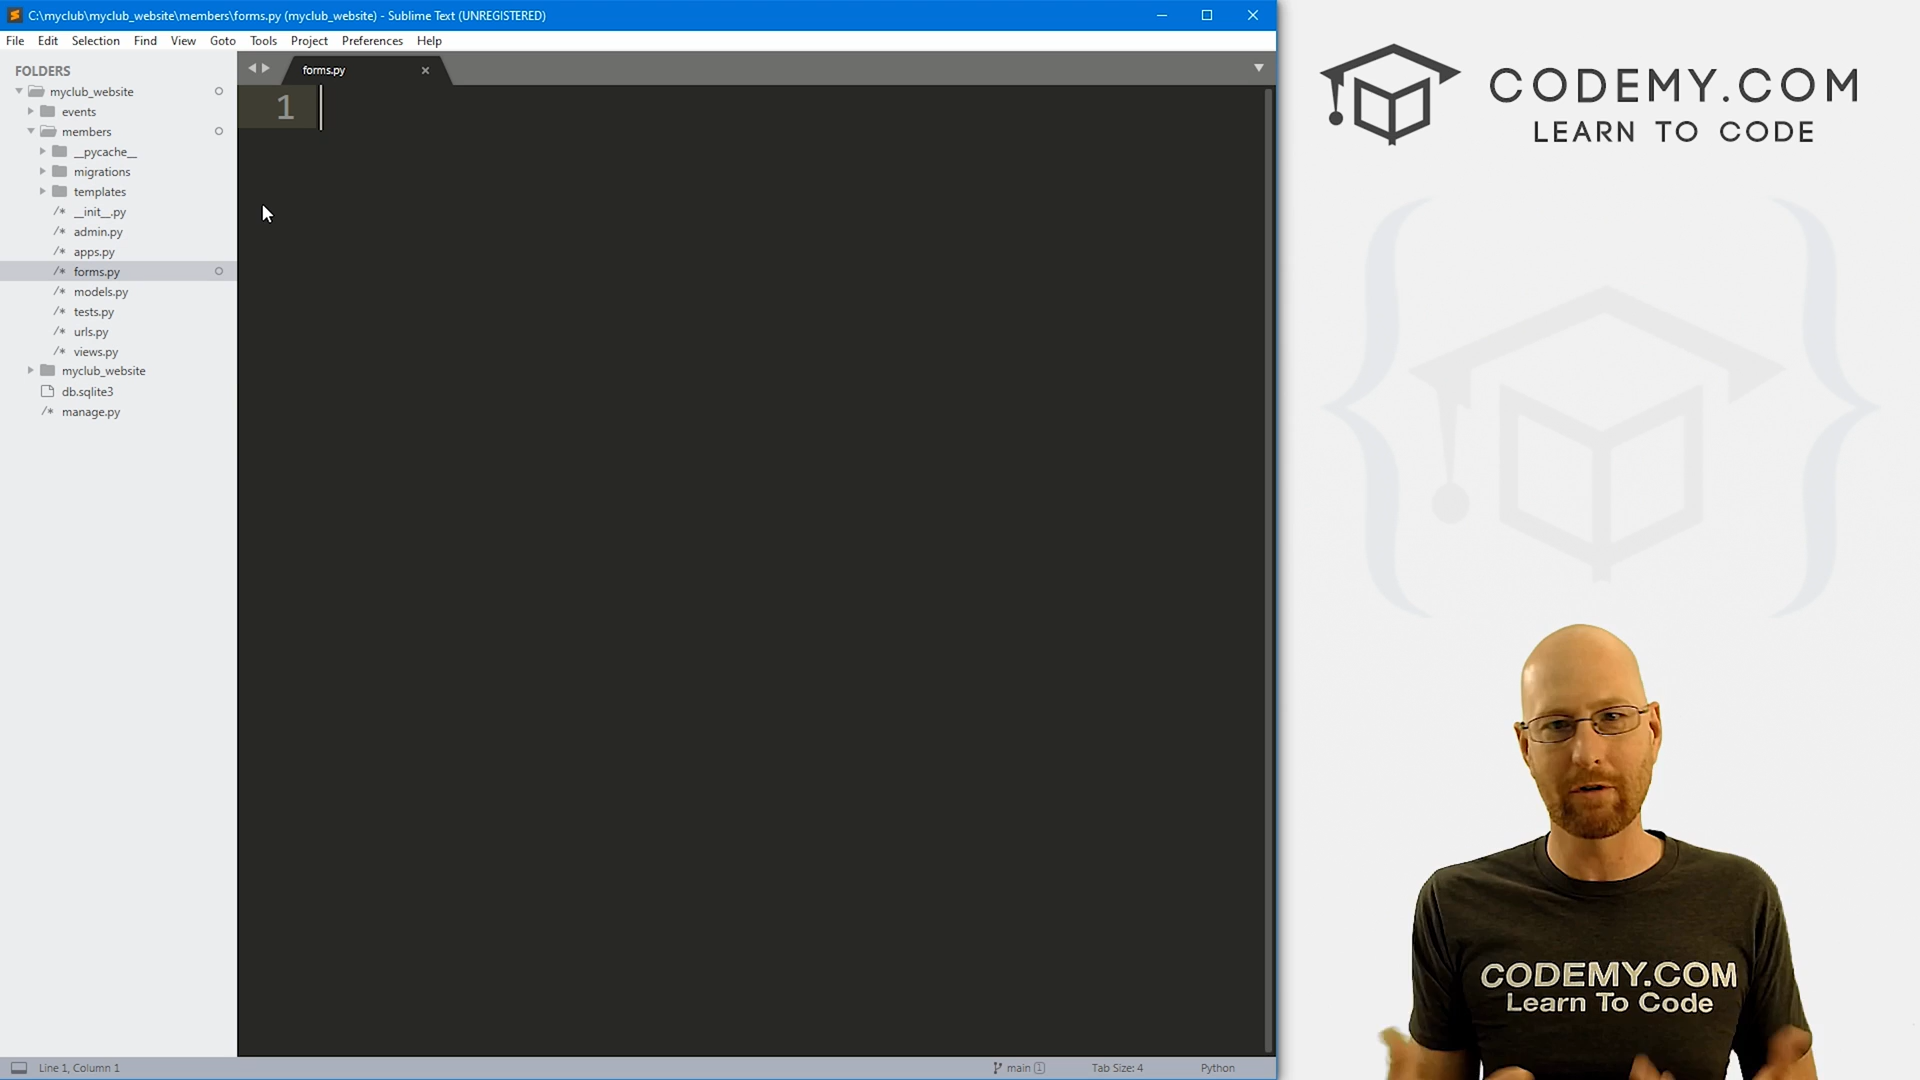 C:\myclub\myclub_website\members\forms.py (myclub_website) - Sublime Text (UNREGISTERED)
File Edit Selection Find View Goto Tools Project Preferences Help
FOLDERS
myclub_website
events
members
__pycache__
migrations
templates
/* __init__.py
/* admin.py
/* apps.py
/* forms.py
/* models.py
/* tests.py
/* urls.py
/* views.py
myclub_website
db.sqlite3
/* manage.py
forms.py
1
Line 1, Column 1
main 1
Tab Size: 4
Python
CODEMY.COM
LEARN TO CODE
CODEMY.COM
Learn To Code